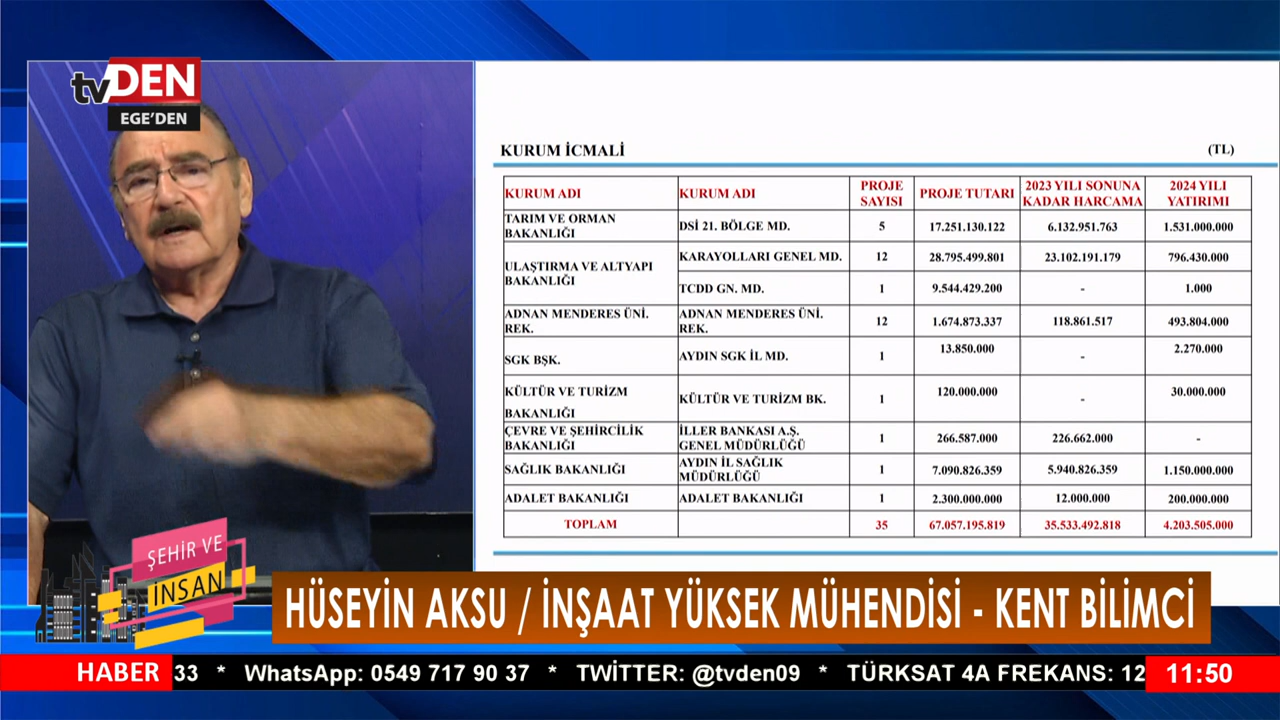 tvDEN
EGE'DEN
KURUM İCMALİ (TL)
KURUM ADI KURUM ADI PROJE SAYISI PROJE TUTARI 2023 YILI SONUNA KADAR HARCAMA 2024 YILI YATIRIMI
TARIM VE ORMAN BAKANLIĞI DSİ 21. BÖLGE MD. 5 17.251.130.122 6.132.951.763 1.531.000.000
ULAŞTIRMA VE ALTYAPI BAKANLIĞI KARAYOLLARI GENEL MD. 12 28.795.499.801 23.102.191.179 796.430.000
TCDD GN. MD. 1 9.544.429.200 - 1.000
ADNAN MENDERES ÜNİ. REK. ADNAN MENDERES ÜNİ. REK. 12 1.674.873.337 118.861.517 493.804.000
SGK BŞK. AYDIN SGK İL MD. 1 13.850.000 - 2.270.000
KÜLTÜR VE TURİZM BAKANLIĞI KÜLTÜR VE TURİZM BK. 1 120.000.000 - 30.000.000
ÇEVRE VE ŞEHİRCİLİK BAKANLIĞI İLLER BANKASI A.Ş. GENEL MÜDÜRLÜĞÜ 1 266.587.000 226.662.000 -
SAĞLIK BAKANLIĞI AYDIN İL SAĞLIK MÜDÜRLÜĞÜ 1 7.090.826.359 5.940.826.359 1.150.000.000
ADALET BAKANLIĞI ADALET BAKANLIĞI 1 2.300.000.000 12.000.000 200.000.000
TOPLAM 35 67.057.195.819 35.533.492.818 4.203.505.000
ŞEHİR VE
İNSAN
HÜSEYİN AKSU / İNŞAAT YÜKSEK MÜHENDİSİ - KENT BİLİMCİ
HABER 33 * WhatsApp: 0549 717 90 37 * TWİTTER: @tvden09 * TÜRKSAT 4A FREKANS: 12 11:50